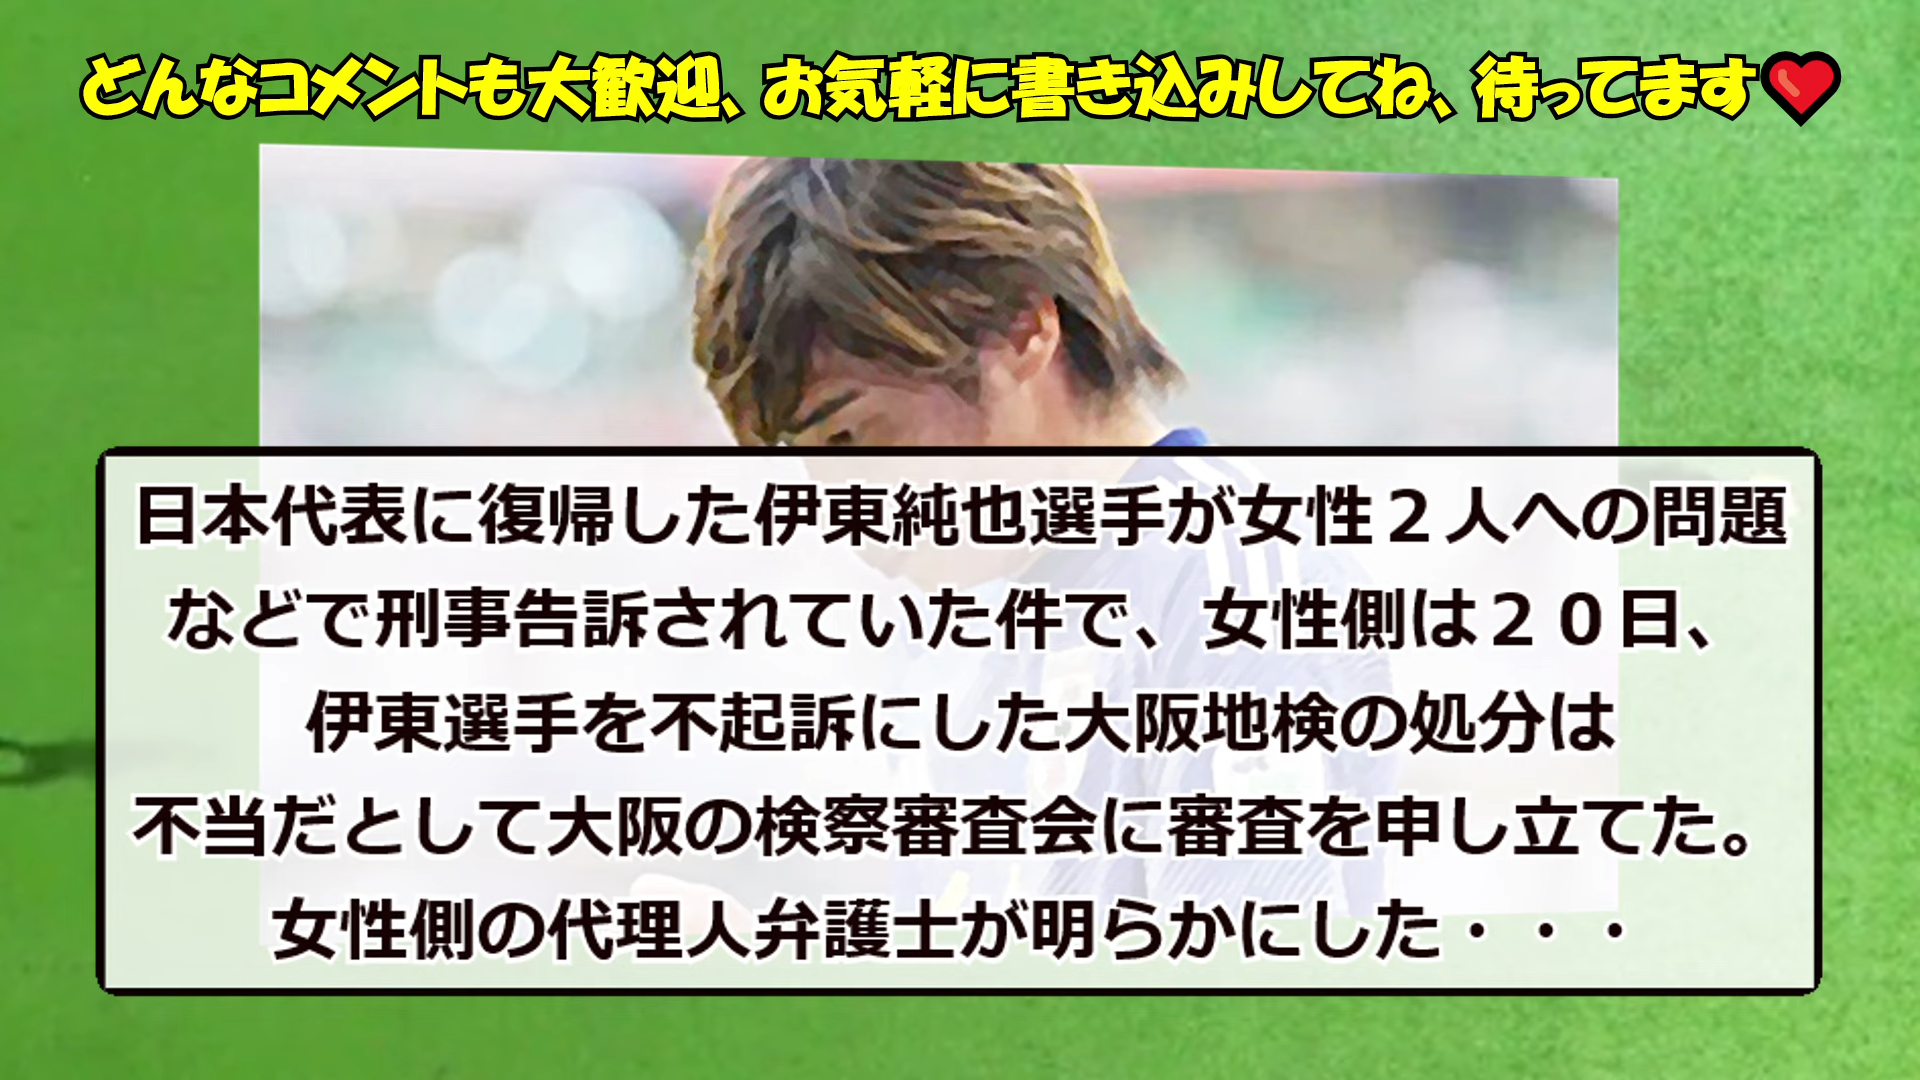 どんなコメントも大歓迎、お気軽に書き込みしてね、待ってます
日本代表に復帰した伊東純也選手が女性２人への問題
などで刑事告訴されていた件で、女性側は２０日、
伊東選手を不起訴にした大阪地検の処分は
不当だとして大阪の検察審査会に審査を申し立てた。
女性側の代理人弁護士が明らかにした・・・